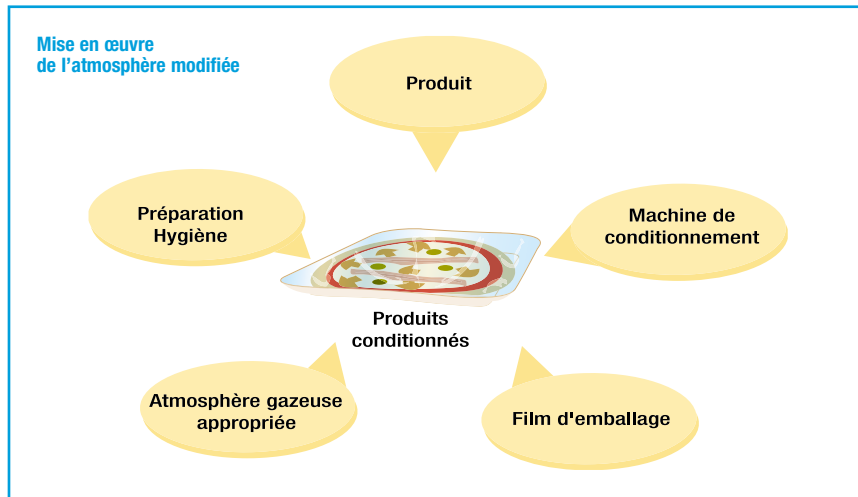 Mise en œuvre
de l'atmosphère modifiée
Produit
Préparation
Hygiène
Machine de
conditionnement
Produits
conditionnés
Atmosphère gazeuse
appropriée
Film d'emballage